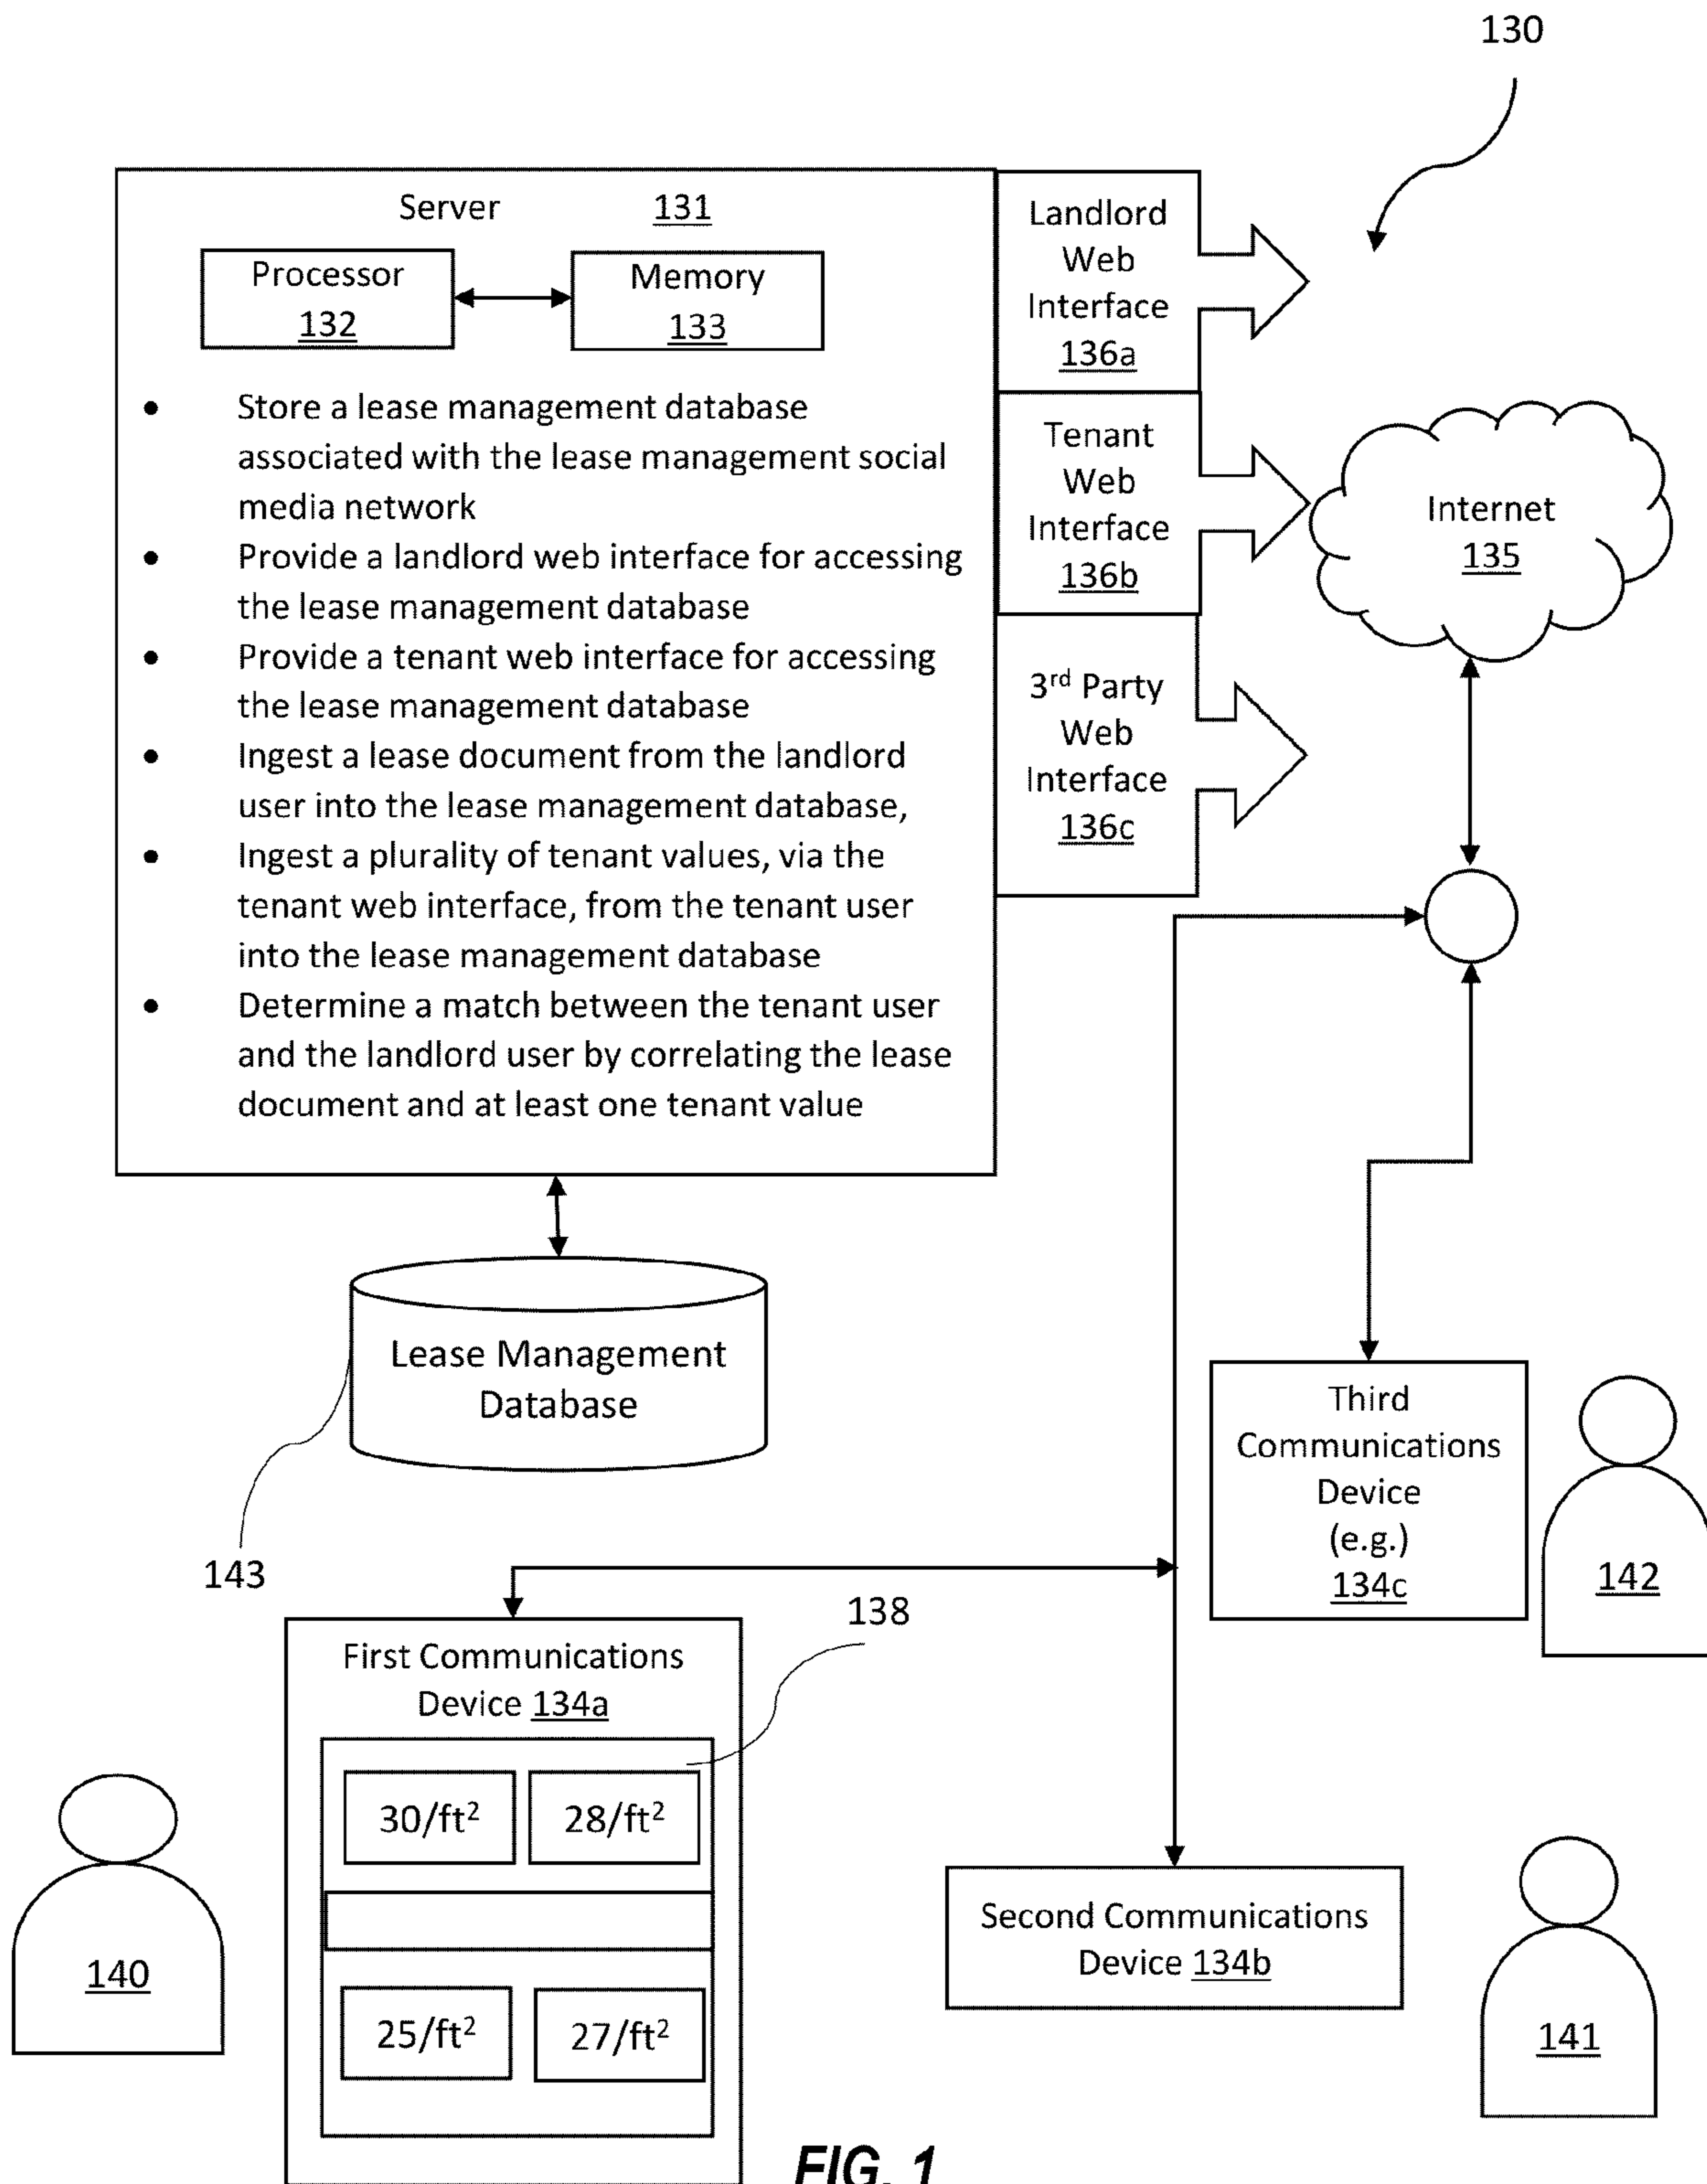 130
Server 131
Processor
132
Memory
133
• Store a lease management database
associated with the lease management social
media network
• Provide a landlord web interface for accessing
the lease management database
• Provide a tenant web interface for accessing
the lease management database
• Ingest a lease document from the landlord
user into the lease management database,
• Ingest a plurality of tenant values, via the
tenant web interface, from the tenant user
into the lease management database
• Determine a match between the tenant user
and the landlord user by correlating the lease
document and at least one tenant value
Landlord
Web
Interface
136a
Tenant
Web
Interface
136b
3rd Party
Web
Interface
136c
Internet
135
Lease Management
Database
143
Third
Communications
Device
(e.g.)
134c
142
138
First Communications
Device 134a
30/ft²
28/ft²
25/ft²
27/ft²
140
Second Communications
Device 134b
141
FIG. 1